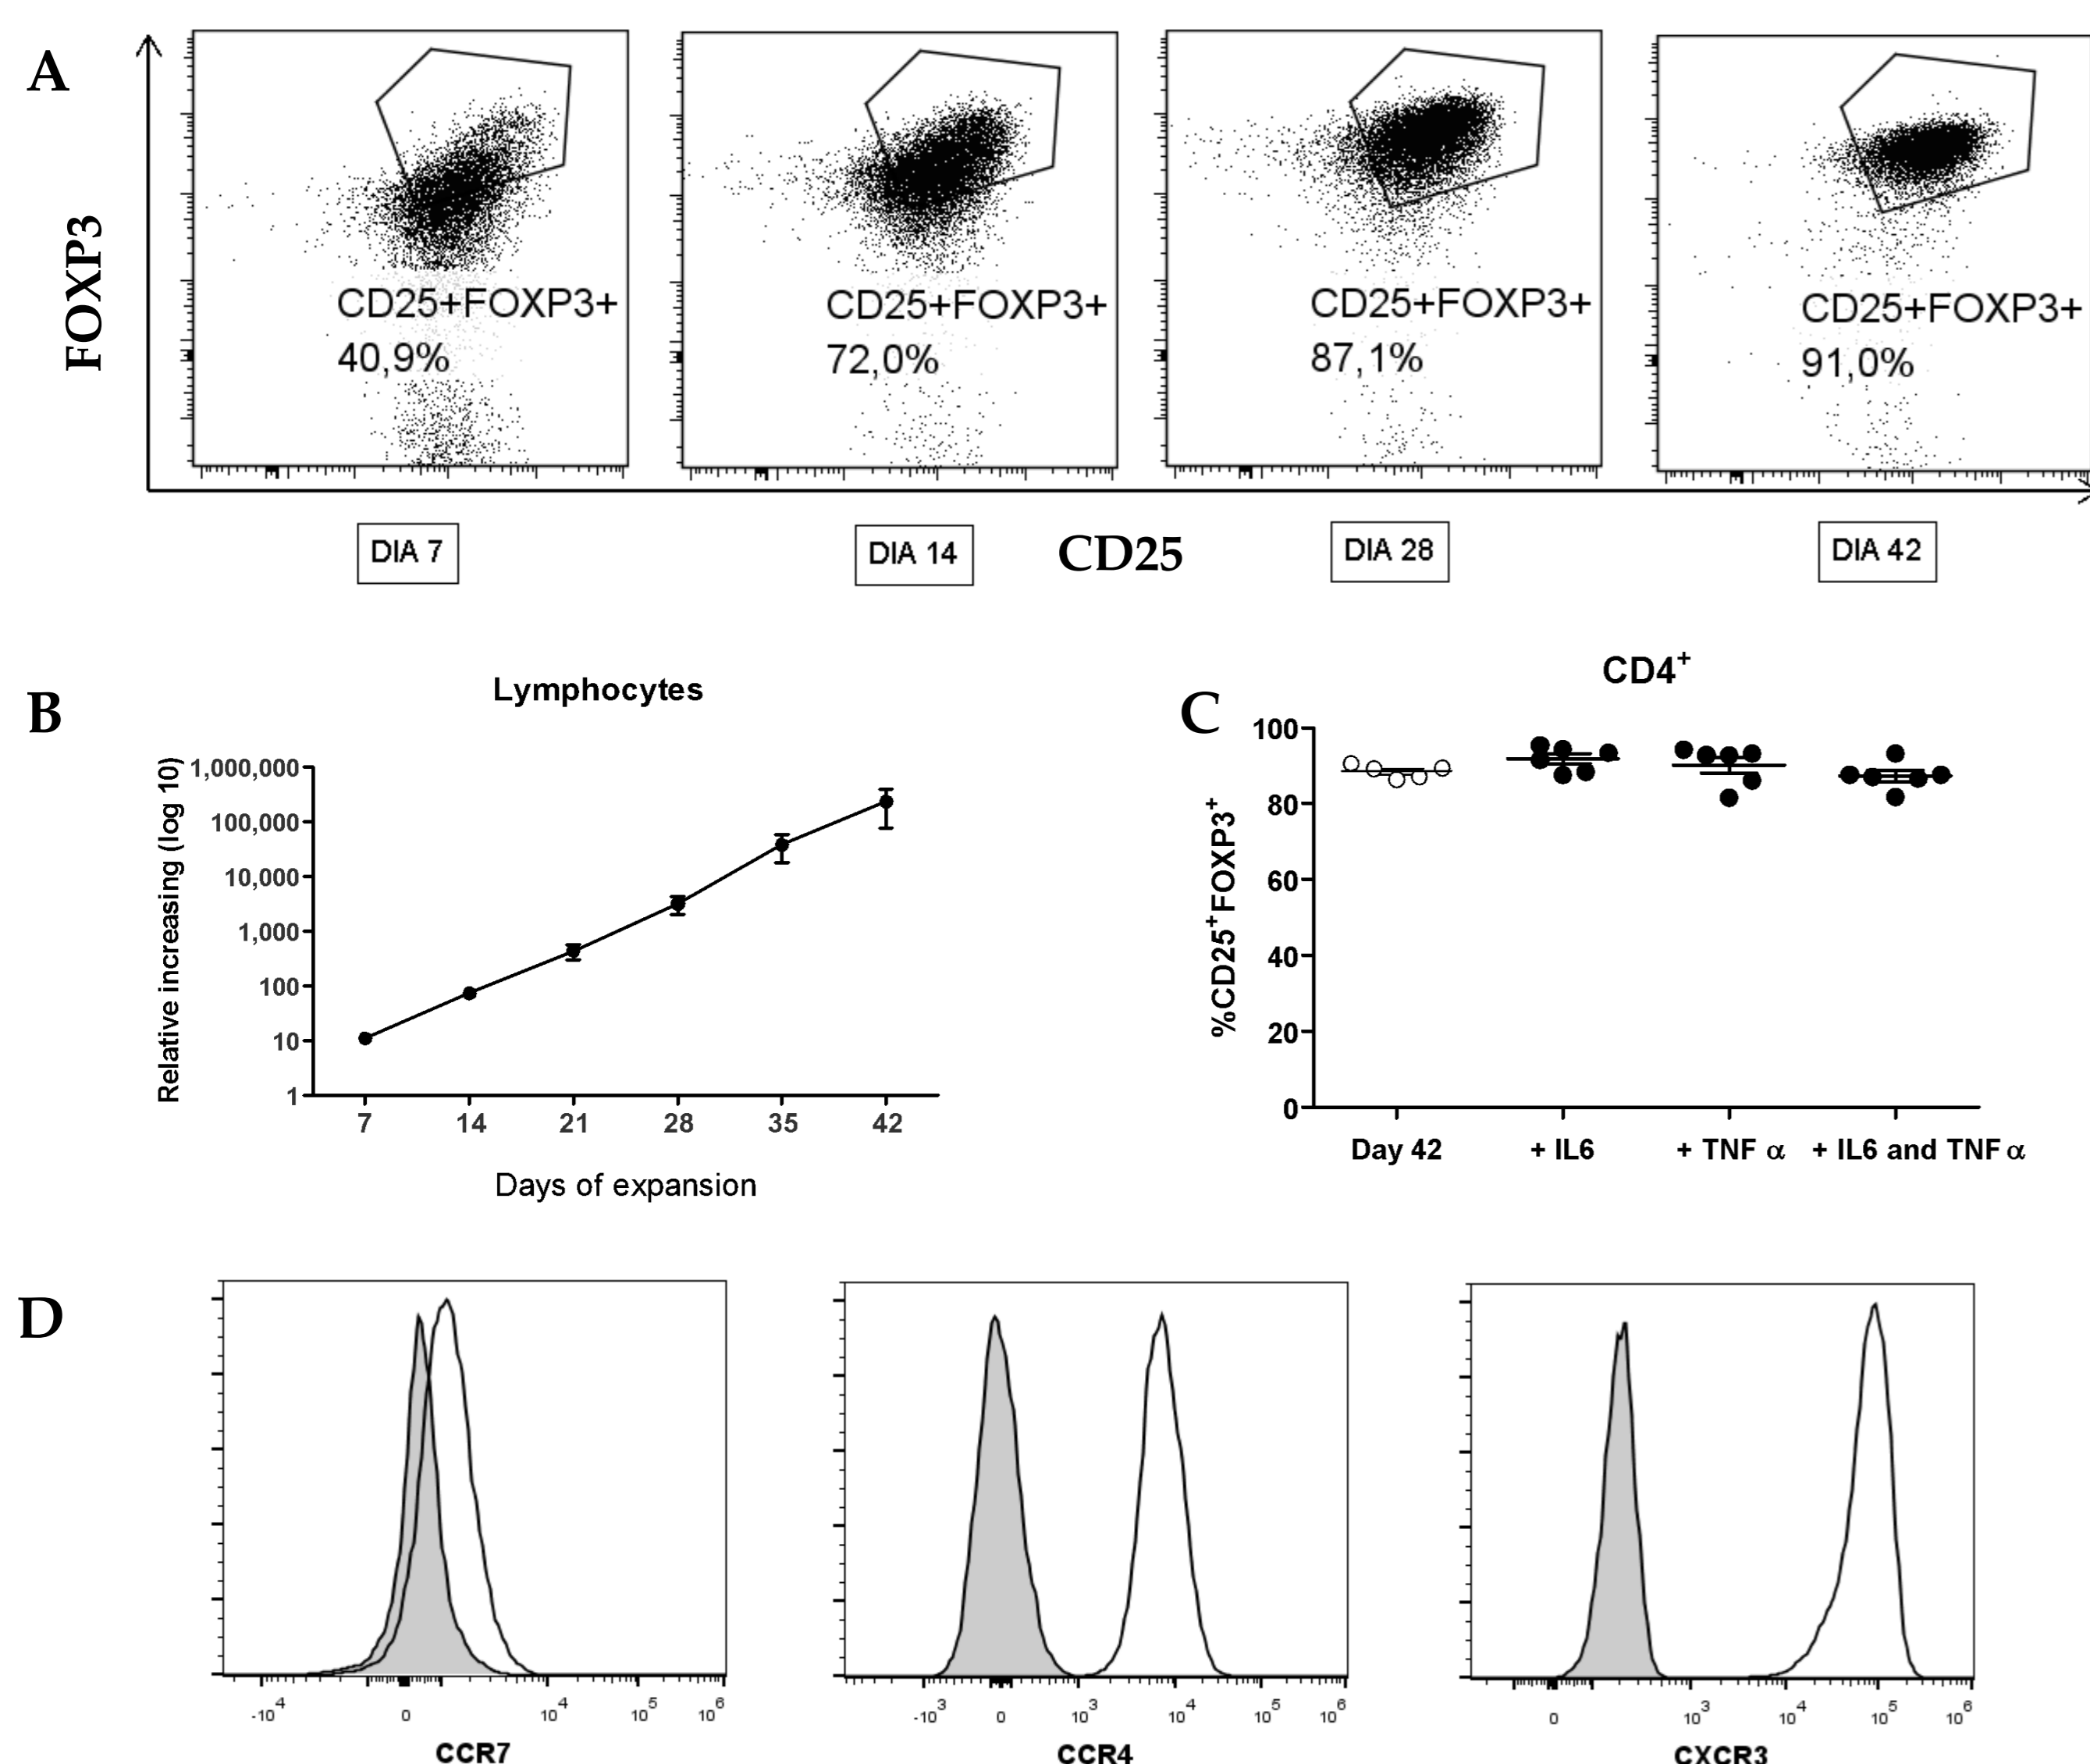 A
FOXP3
CD25+FOXP3+
40,9%
CD25+FOXP3+
72,0%
CD25+FOXP3+
87,1%
CD25+FOXP3+
91,0%
DIA 7
DIA 14
CD25
DIA 28
DIA 42
B
Lymphocytes
Relative increasing (log 10)
1,000,000
100,000
10,000
1,000
100
10
1
7 14 21 28 35 42
Days of expansion
C
CD4+
%CD25+FOXP3+
100
80
60
40
20
0
Day 42 + IL6 + TNF α + IL6 and TNF α
D
-10^4 0 10^4 10^5 10^6
CCR7
-10^3 0 10^3 10^4 10^5 10^6
CCR4
0 10^3 10^4 10^5 10^6
CXCR3